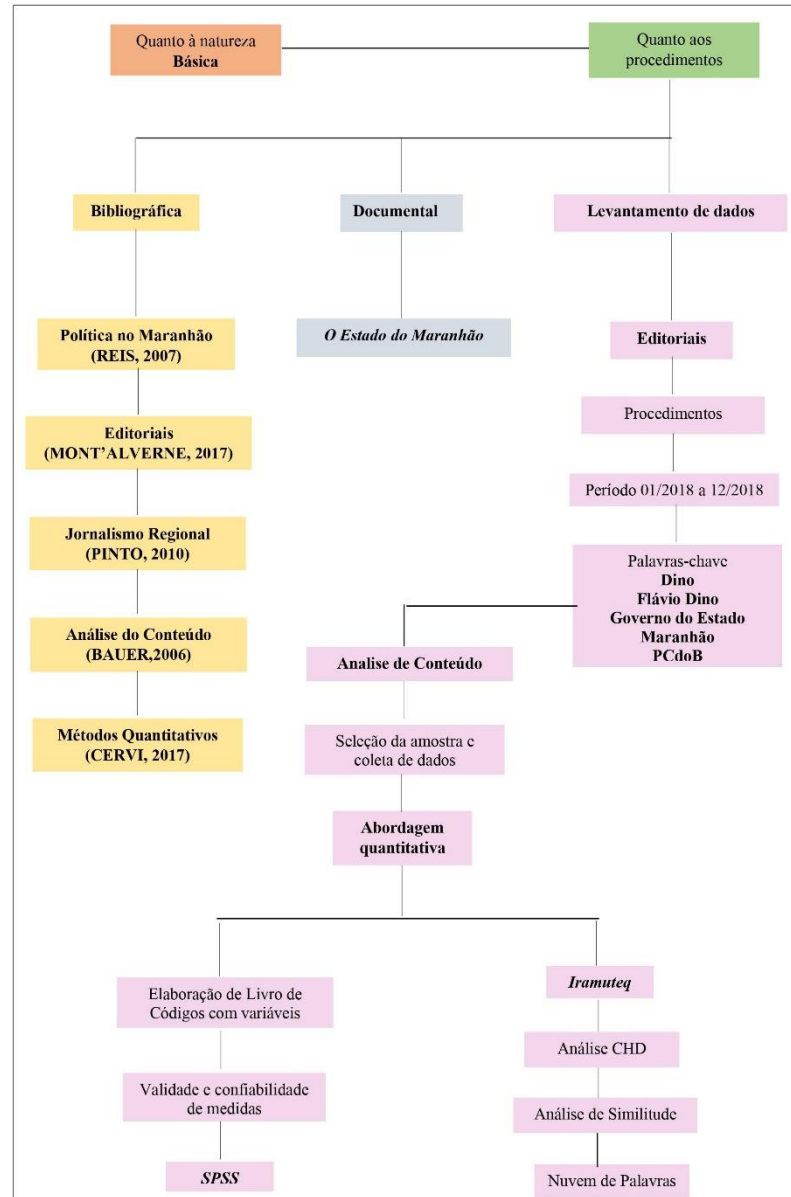 Quanto à natureza
Básica
Quanto aos
procedimentos
Bibliográfica
Documental
Levantamento de dados
Política no Maranhão
(REIS, 2007)
O Estado do Maranhão
Editoriais
Editoriais
(MONT'ALVERNE, 2017)
Procedimentos
Período 01/2018 a 12/2018
Jornalismo Regional
(PINTO, 2010)
Palavras-chave
Dino
Flávio Dino
Governo do Estado
Maranhão
PCdoB
Análise do Conteúdo
(BAUER,2006)
Analise de Conteúdo
Métodos Quantitativos
(CERVI, 2017)
Seleção da amostra e
coleta de dados
Abordagem
quantitativa
Elaboração de Livro de
Códigos com variáveis
Validade e confiabilidade
de medidas
SPSS
Iramuteq
Análise CHD
Análise de Similitude
Nuvem de Palavras